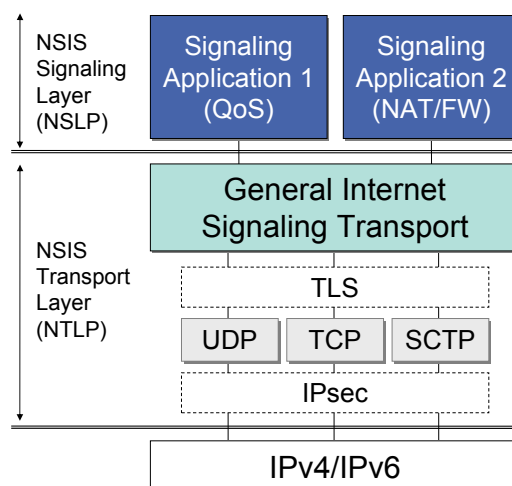 NSIS
Signaling
Layer
(NSLP)
Signaling
Application 1
(QoS)
Signaling
Application 2
(NAT/FW)
NSIS
Transport
Layer
(NTLP)
General Internet
Signaling Transport
TLS
UDP
TCP
SCTP
IPsec
IPv4/IPv6